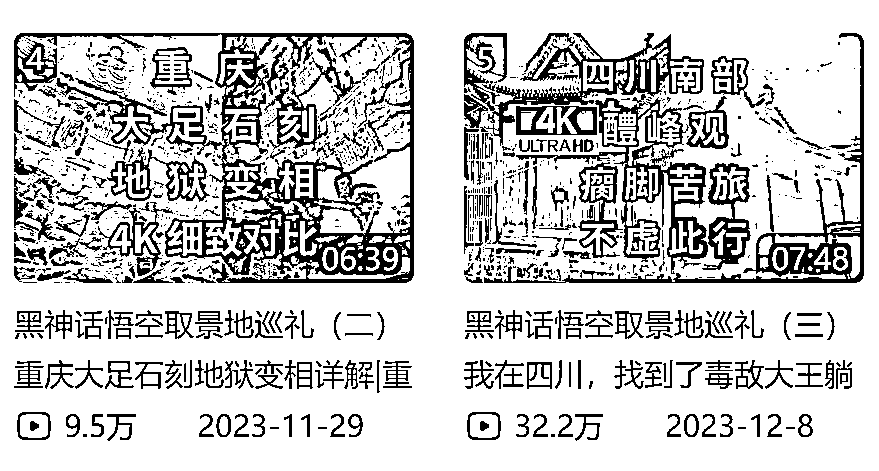 4
重庆
大足石刻
地狱变相
4K细致对比
06:39
黑神话悟空取景地巡礼（二）
重庆大足石刻地狱变相详解|重
9.5万 2023-11-29
5
四川南部
醴峰观
4K
ULTRA HD
瘸脚苦旅
不虚此行
07:48
黑神话悟空取景地巡礼（三）
我在四川，找到了毒敌大王躺
32.2万 2023-12-8